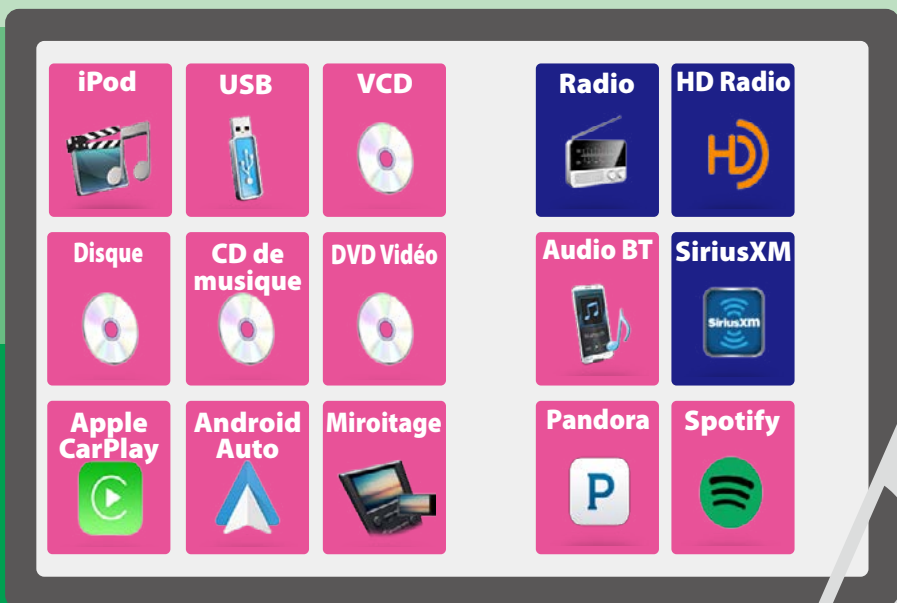 iPod
USB
VCD
Radio
HD Radio
HD
Disque
CD de
musique
DVD Vidéo
Audio BT
SiriusXM
SiriusXM
Apple
CarPlay
Android
Auto
Miroitage
Pandora
P
Spotify